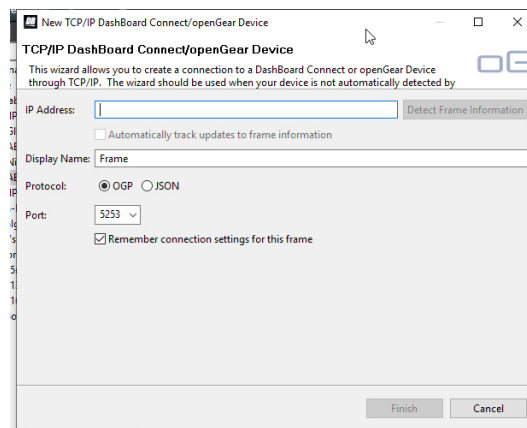 New TCP/IP DashBoard Connect/openGear Device
TCP/IP DashBoard Connect/openGear Device
This wizard allows you to create a connection to a DashBoard Connect or openGear Device
through TCP/IP. The wizard should be used when your device is not automatically detected by
IP Address:
Detect Frame Information
Automatically track updates to frame information
Display Name: Frame
Protocol: OGP JSON
Port: 5253
Remember connection settings for this frame
Finish Cancel